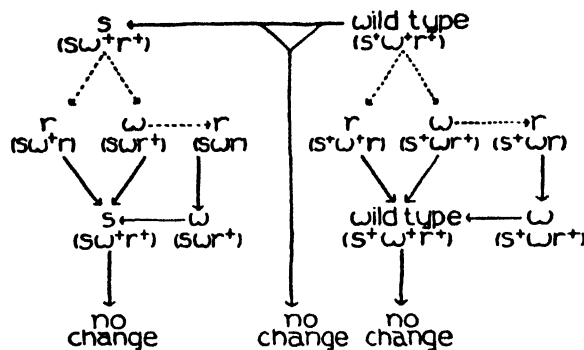 s wild type
(sω⁺r⁺) (s⁺ω⁺r⁺)
r ω r r ω r
(sω⁺r) (sωr⁺) (sωr) (s⁺ω⁺r) (s⁺ωr⁺) (s⁺ωr)
s ω wild type ω
(sω⁺r⁺) (sωr⁺) (s⁺ω⁺r⁺) (s⁺ωr⁺)
no no no
change change change